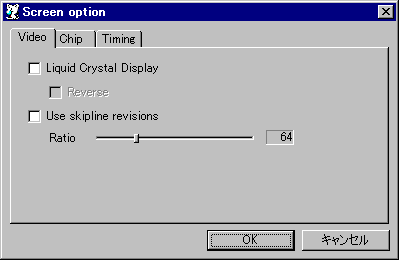 Screen option
Video Chip Timing
Liquid Crystal Display
Reverse
Use skipline revisions
Ratio 64
OK キャンセル